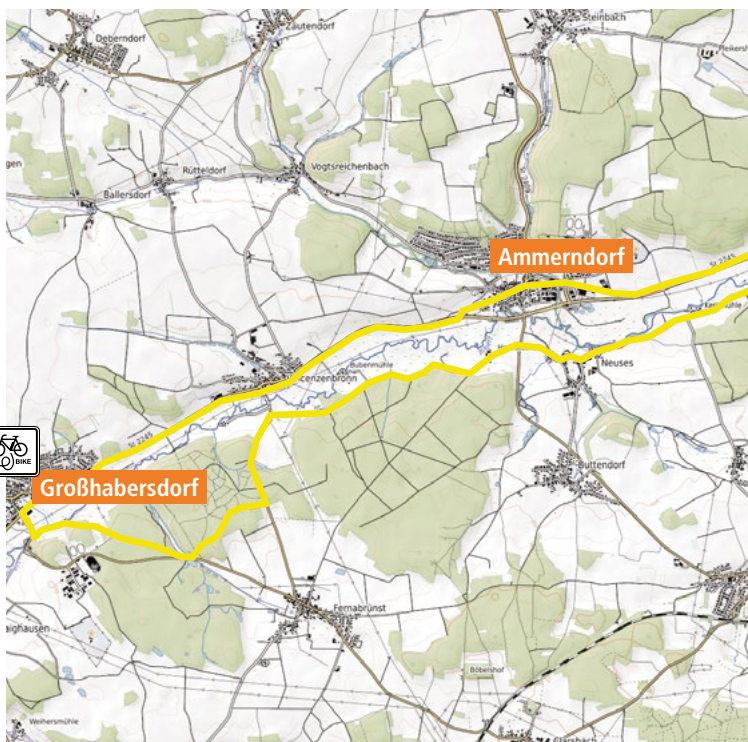 Steinbach
Zautendorf
Deberndorf
Vogtsreichenbach
Rütteldorf
Ballersdorf
Ammerndorf
St 2245
Bubenmühle
Neuses
St 2245
BIKE
Großhabersdorf
Buttendorf
Fernabrünst
Böbershof
Weihersmühle